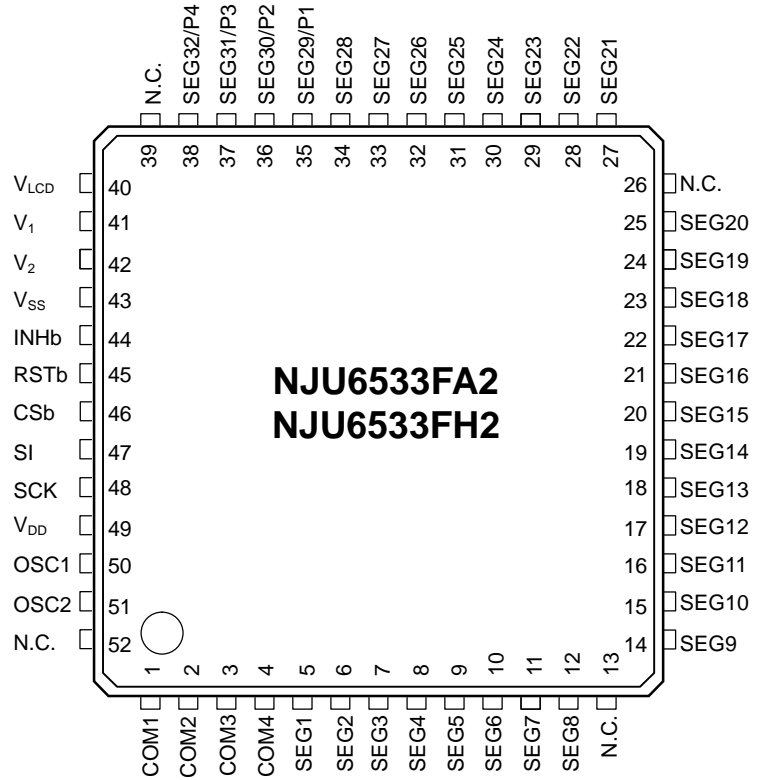 N.C.
SEG32/P4
SEG31/P3
SEG30/P2
SEG29/P1
SEG28
SEG27
SEG26
SEG25
SEG24
SEG23
SEG22
SEG21
39
38
37
36
35
34
33
32
31
30
29
28
27
V_LCD 40
V₁ 41
V₂ 42
V_SS 43
INHb 44
RSTb 45
CSb 46
SI 47
SCK 48
V_DD 49
OSC1 50
OSC2 51
N.C. 52
NJU6533FA2
NJU6533FH2
26 N.C.
25 SEG20
24 SEG19
23 SEG18
22 SEG17
21 SEG16
20 SEG15
19 SEG14
18 SEG13
17 SEG12
16 SEG11
15 SEG10
14 SEG9
1
2
3
4
5
6
7
8
9
10
11
12
13
COM1
COM2
COM3
COM4
SEG1
SEG2
SEG3
SEG4
SEG5
SEG6
SEG7
SEG8
N.C.